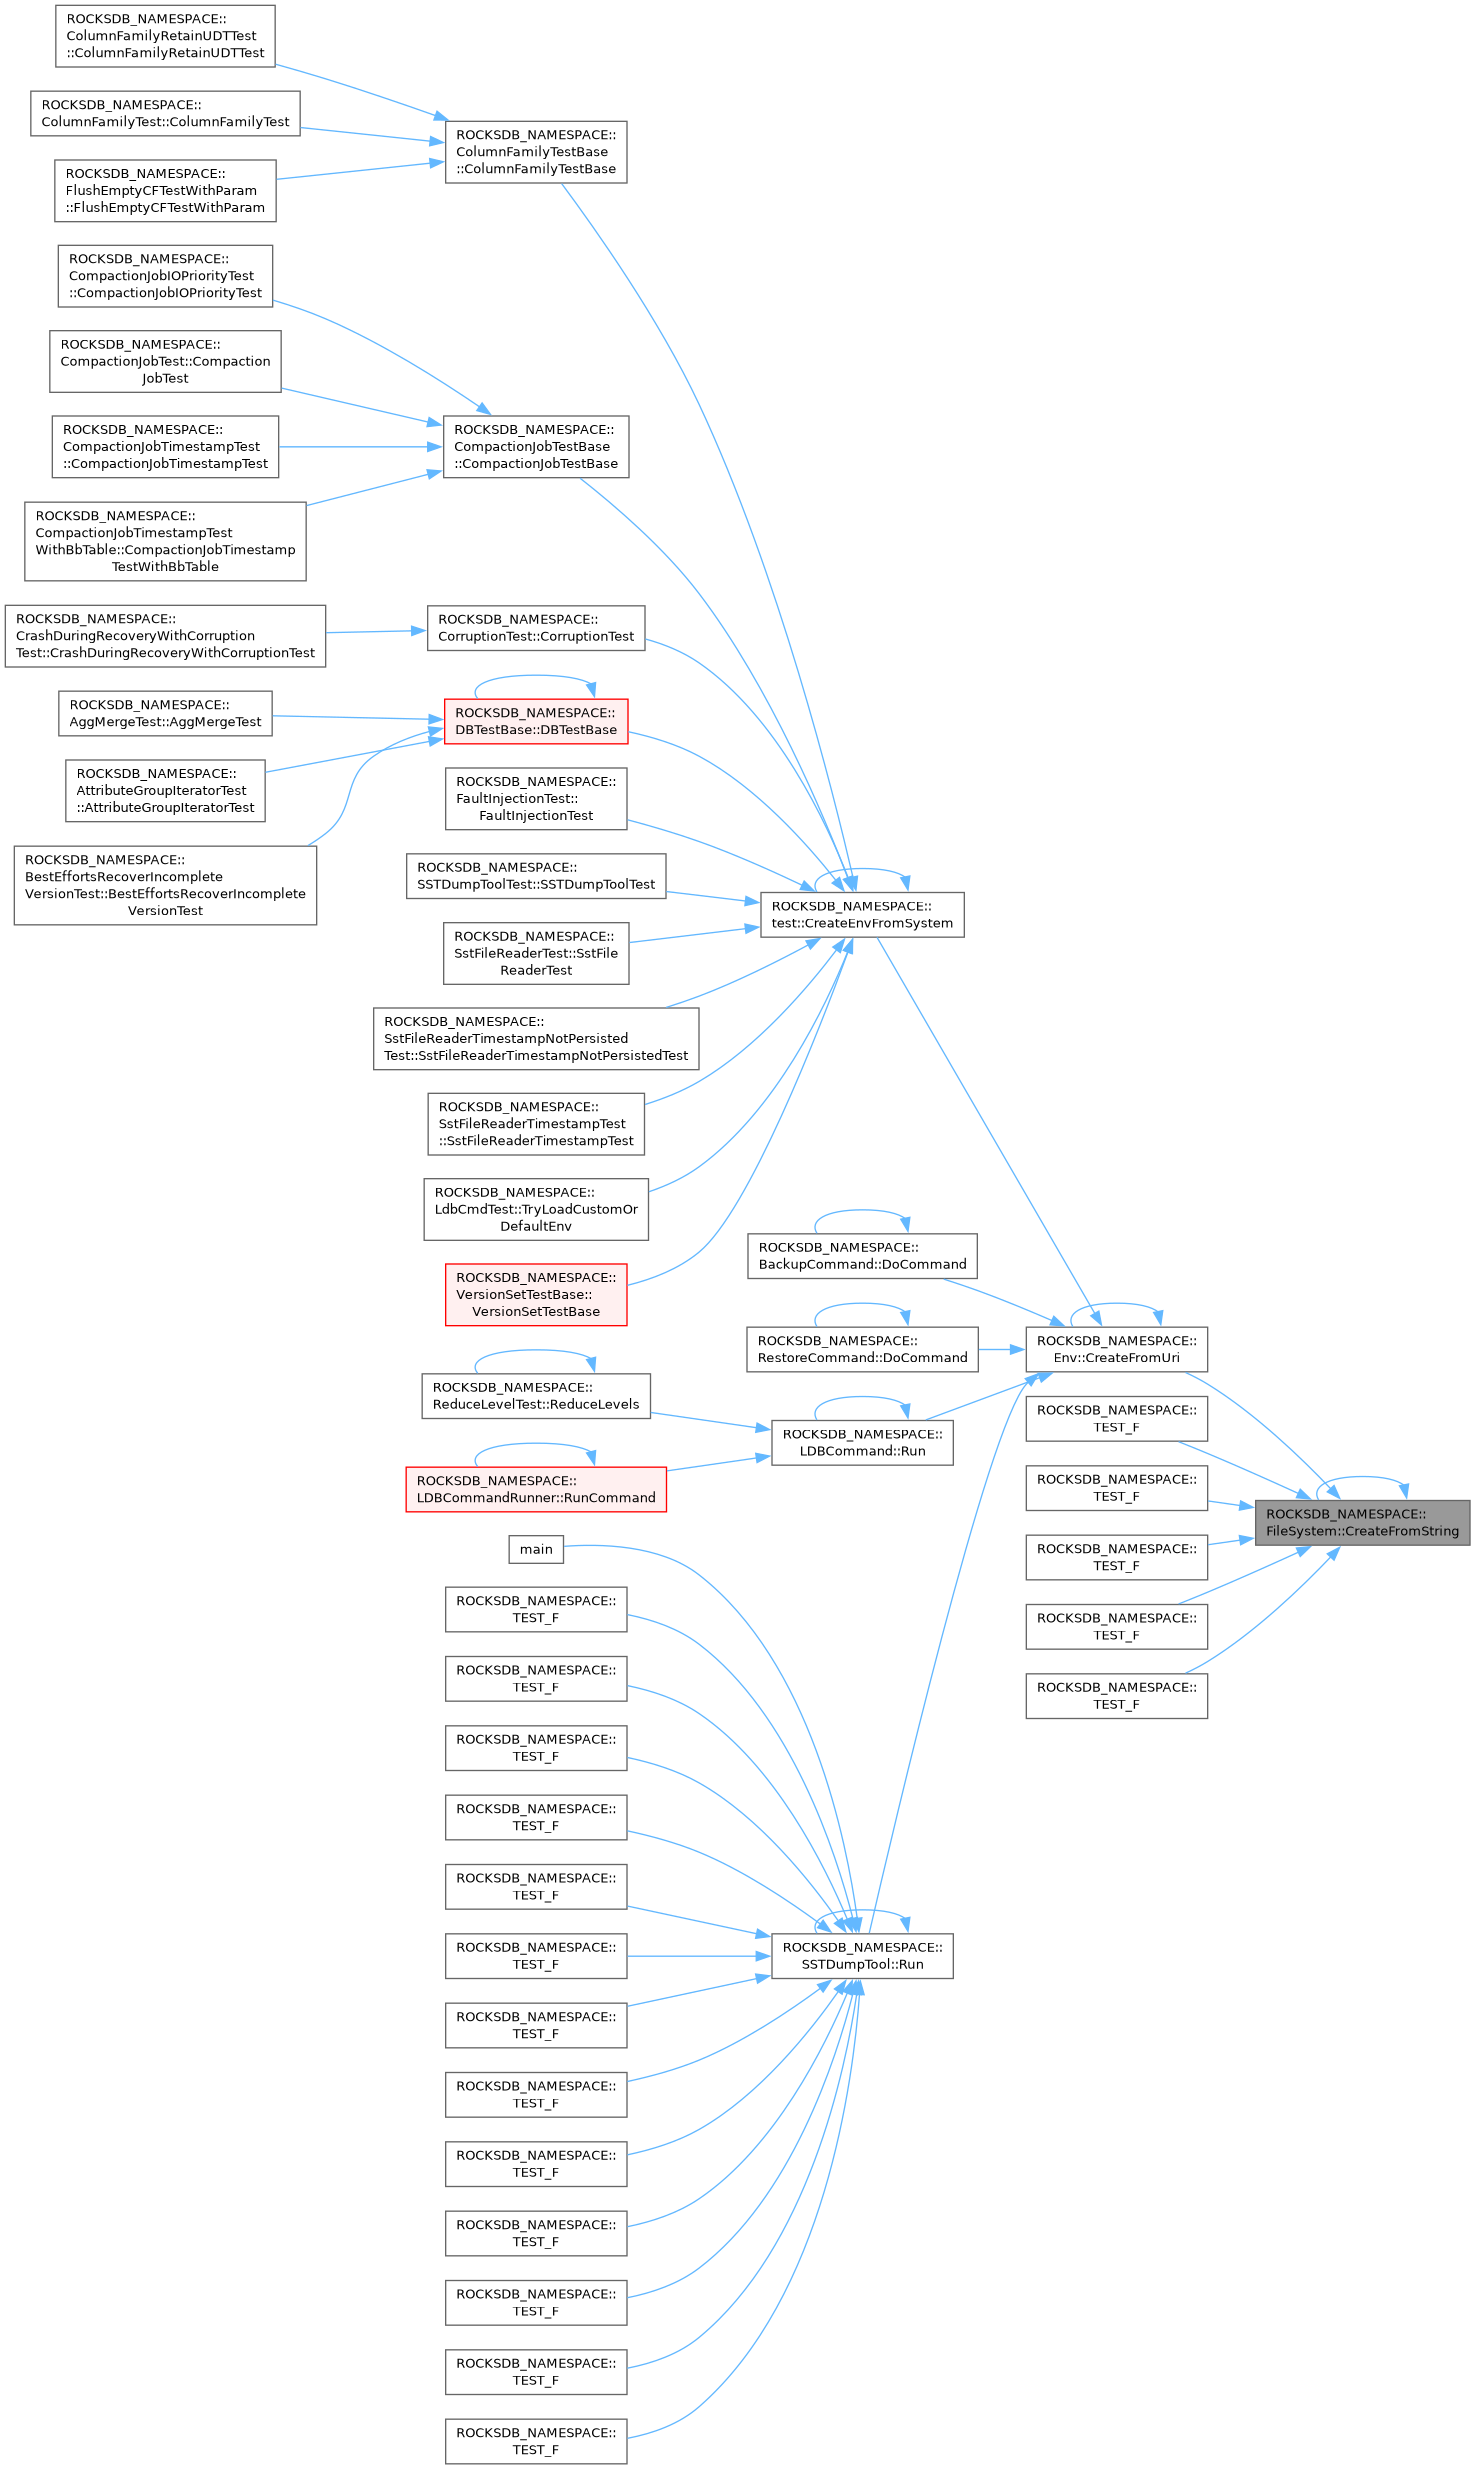 ROCKSDB_NAMESPACE::
ColumnFamilyRetainUDTTest
::ColumnFamilyRetainUDTTest
ROCKSDB_NAMESPACE::
ColumnFamilyTest::ColumnFamilyTest
ROCKSDB_NAMESPACE::
FlushEmptyCFTestWithParam
::FlushEmptyCFTestWithParam
ROCKSDB_NAMESPACE::
CompactionJobIOPriorityTest
::CompactionJobIOPriorityTest
ROCKSDB_NAMESPACE::
CompactionJobTest::Compaction
JobTest
ROCKSDB_NAMESPACE::
CompactionJobTimestampTest
::CompactionJobTimestampTest
ROCKSDB_NAMESPACE::
CompactionJobTimestampTest
WithBbTable::CompactionJobTimestamp
TestWithBbTable
ROCKSDB_NAMESPACE::
CrashDuringRecoveryWithCorruption
Test::CrashDuringRecoveryWithCorruptionTest
ROCKSDB_NAMESPACE::
AggMergeTest::AggMergeTest
ROCKSDB_NAMESPACE::
AttributeGroupIteratorTest
::AttributeGroupIteratorTest
ROCKSDB_NAMESPACE::
BestEffortsRecoverIncomplete
VersionTest::BestEffortsRecoverIncomplete
VersionTest
ROCKSDB_NAMESPACE::
ColumnFamilyTestBase
::ColumnFamilyTestBase
ROCKSDB_NAMESPACE::
CompactionJobTestBase
::CompactionJobTestBase
ROCKSDB_NAMESPACE::
CorruptionTest::CorruptionTest
ROCKSDB_NAMESPACE::
DBTestBase::DBTestBase
ROCKSDB_NAMESPACE::
FaultInjectionTest::
FaultInjectionTest
ROCKSDB_NAMESPACE::
SSTDumpToolTest::SSTDumpToolTest
ROCKSDB_NAMESPACE::
SstFileReaderTest::SstFile
ReaderTest
ROCKSDB_NAMESPACE::
SstFileReaderTimestampNotPersisted
Test::SstFileReaderTimestampNotPersistedTest
ROCKSDB_NAMESPACE::
SstFileReaderTimestampTest
::SstFileReaderTimestampTest
ROCKSDB_NAMESPACE::
LdbCmdTest::TryLoadCustomOr
DefaultEnv
ROCKSDB_NAMESPACE::
VersionSetTestBase::
VersionSetTestBase
ROCKSDB_NAMESPACE::
ReduceLevelTest::ReduceLevels
ROCKSDB_NAMESPACE::
LDBCommandRunner::RunCommand
main
ROCKSDB_NAMESPACE::
TEST_F
ROCKSDB_NAMESPACE::
TEST_F
ROCKSDB_NAMESPACE::
TEST_F
ROCKSDB_NAMESPACE::
TEST_F
ROCKSDB_NAMESPACE::
TEST_F
ROCKSDB_NAMESPACE::
TEST_F
ROCKSDB_NAMESPACE::
TEST_F
ROCKSDB_NAMESPACE::
TEST_F
ROCKSDB_NAMESPACE::
TEST_F
ROCKSDB_NAMESPACE::
TEST_F
ROCKSDB_NAMESPACE::
TEST_F
ROCKSDB_NAMESPACE::
TEST_F
ROCKSDB_NAMESPACE::
TEST_F
ROCKSDB_NAMESPACE::
test::CreateEnvFromSystem
ROCKSDB_NAMESPACE::
BackupCommand::DoCommand
ROCKSDB_NAMESPACE::
RestoreCommand::DoCommand
ROCKSDB_NAMESPACE::
LDBCommand::Run
ROCKSDB_NAMESPACE::
SSTDumpTool::Run
ROCKSDB_NAMESPACE::
Env::CreateFromUri
ROCKSDB_NAMESPACE::
TEST_F
ROCKSDB_NAMESPACE::
TEST_F
ROCKSDB_NAMESPACE::
TEST_F
ROCKSDB_NAMESPACE::
TEST_F
ROCKSDB_NAMESPACE::
TEST_F
ROCKSDB_NAMESPACE::
FileSystem::CreateFromString